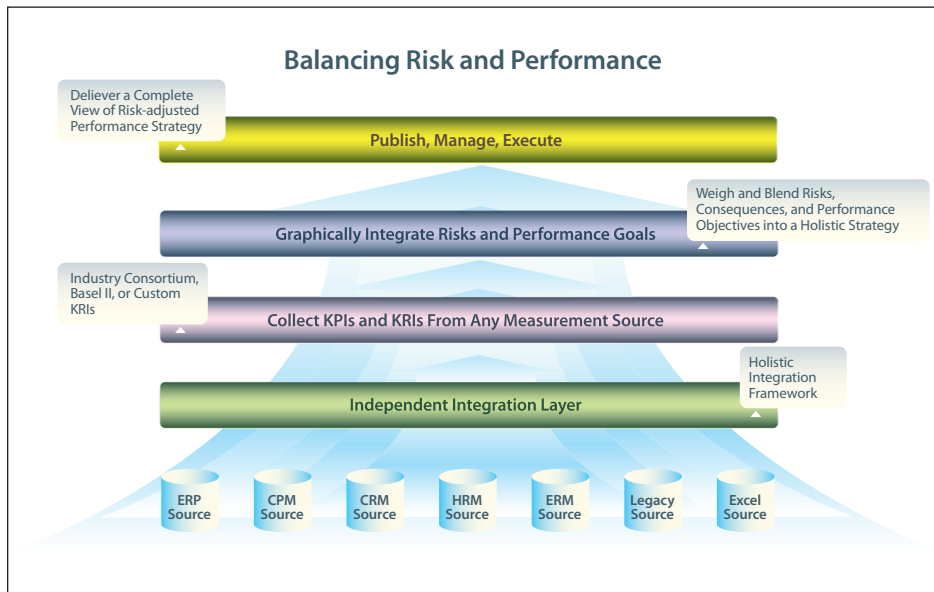 Balancing Risk and Performance
Deliever a Complete
View of Risk-adjusted
Performance Strategy
Publish, Manage, Execute
Weigh and Blend Risks,
Consequences, and Performance
Objectives into a Holistic Strategy
Graphically Integrate Risks and Performance Goals
Industry Consortium,
Basel II, or Custom
KRIs
Collect KPIs and KRIs From Any Measurement Source
Holistic
Integration
Framework
Independent Integration Layer
ERP
Source
CPM
Source
CRM
Source
HRM
Source
ERM
Source
Legacy
Source
Excel
Source